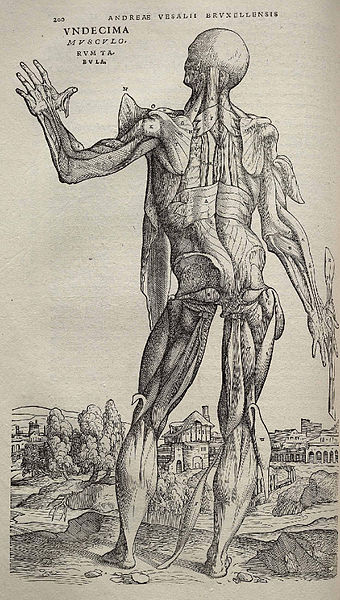 200 ANDREAE VESALII BRVXELLENSIS
VNDECIMA
MVSCVLO-
RVM TA-
BVLA.